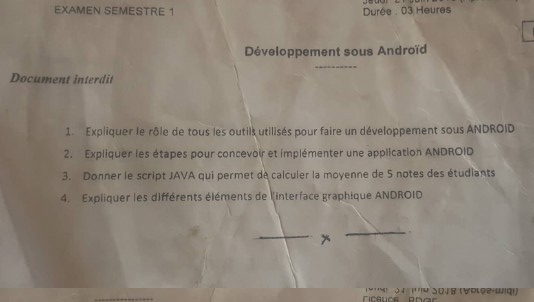 EXAMEN SEMESTRE 1
Durée . 03 Heures
Développement sous Androïd
Document interdit
1. Expliquer le rôle de tous les outils utilisés pour faire un développement sous ANDROID
2. Expliquer les étapes pour concevoir et implémenter une application ANDROID
3. Donner le script JAVA qui permet de calculer la moyenne de 5 notes des étudiants
4. Expliquer les différents éléments de l'interface graphique ANDROID